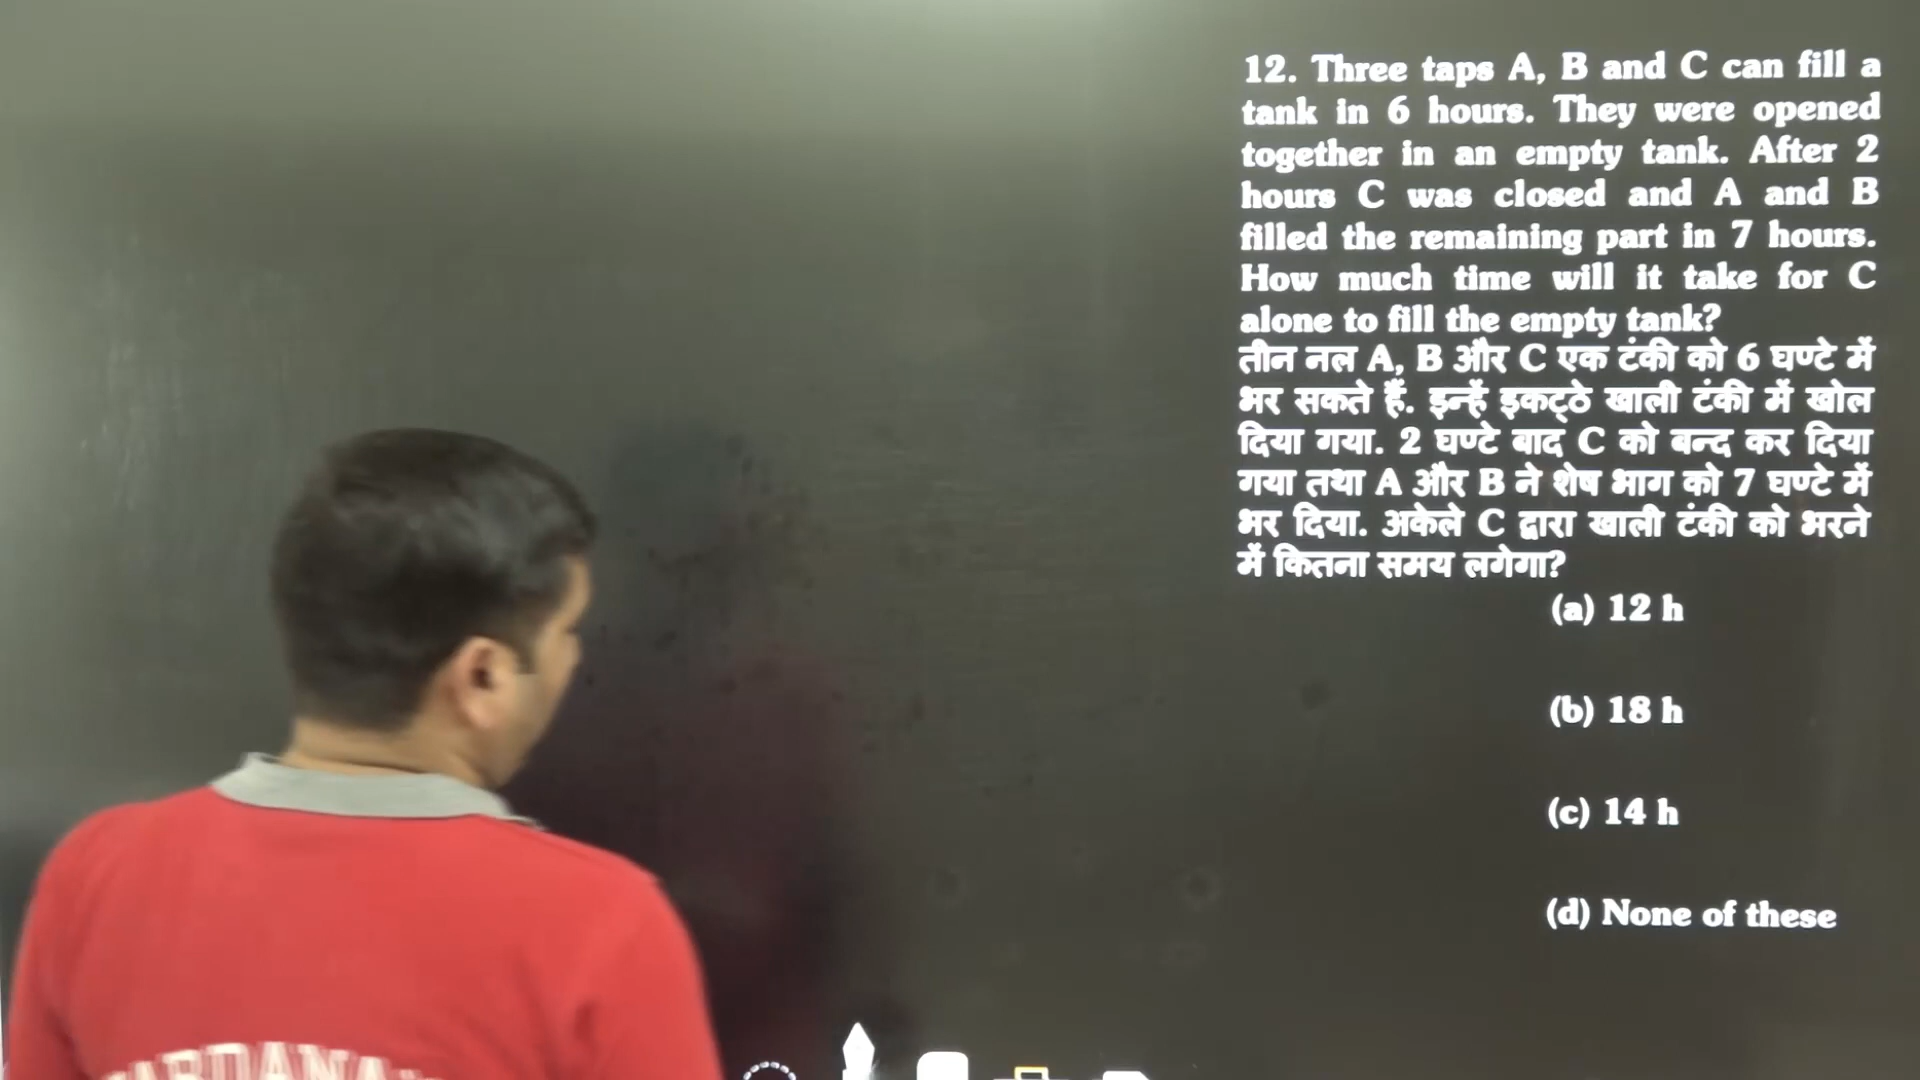 12. Three taps A, B and C can fill a
tank in 6 hours. They were opened
together in an empty tank. After 2
hours C was closed and A and B
filled the remaining part in 7 hours.
How much time will it take for C
alone to fill the empty tank?
तीन नल A, B और C एक टंकी को 6 घण्टे में
भर सकते हैं. इन्हें इकट्ठे खाली टंकी में खोल
दिया गया. 2 घण्टे बाद C को बन्द कर दिया
गया तथा A और B ने शेष भाग को 7 घण्टे में
भर दिया. अकेले C द्वारा खाली टंकी को भरने
में कितना समय लगेगा?
(a) 12 h
(b) 18 h
(c) 14 h
(d) None of these